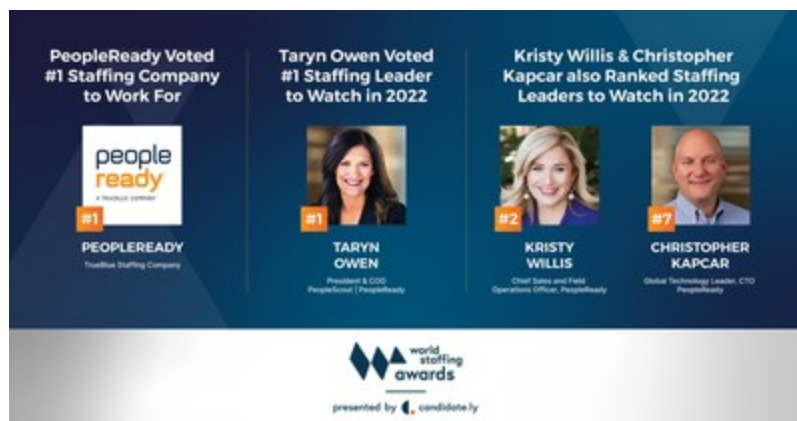 PeopleReady Voted
#1 Staffing Company
to Work For
people
ready
A TRUEBLUE COMPANY
#1
PEOPLEREADY
TrueBlue Staffing Company
Taryn Owen Voted
#1 Staffing Leader
to Watch in 2022
#1
TARYN
OWEN
President & COO
PeopleScout | PeopleReady
Kristy Willis & Christopher
Kapcar also Ranked Staffing
Leaders to Watch in 2022
#2
KRISTY
WILLIS
Chief Sales and Field
Operations Officer, PeopleReady
#7
CHRISTOPHER
KAPCAR
Global Technology Leader, CTO
PeopleReady
world
staffing
awards
presented by candidate.ly